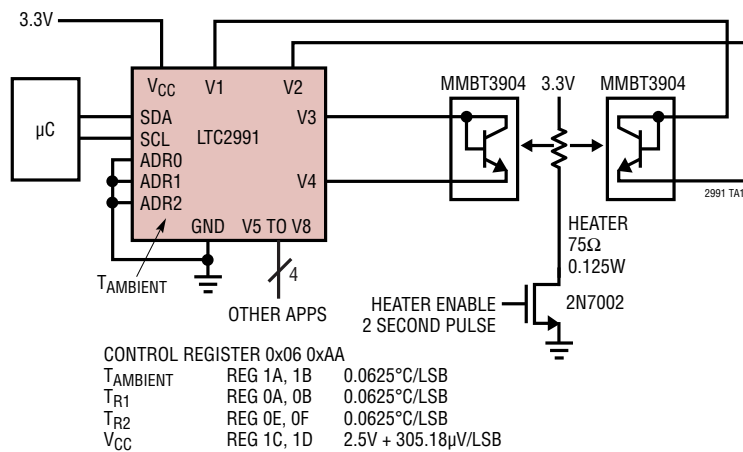 3.3V
VCC V1 V2
MMBT3904 3.3V MMBT3904
µC
SDA
SCL
ADR0
ADR1
ADR2
LTC2991
V3
V4
GND V5 TO V8
TAMBIENT
4
OTHER APPS
2991 TA1
HEATER
75Ω
0.125W
HEATER ENABLE
2 SECOND PULSE
2N7002
CONTROL REGISTER 0x06 0xAA
TAMBIENT REG 1A, 1B 0.0625°C/LSB
TR1 REG 0A, 0B 0.0625°C/LSB
TR2 REG 0E, 0F 0.0625°C/LSB
VCC REG 1C, 1D 2.5V + 305.18µV/LSB